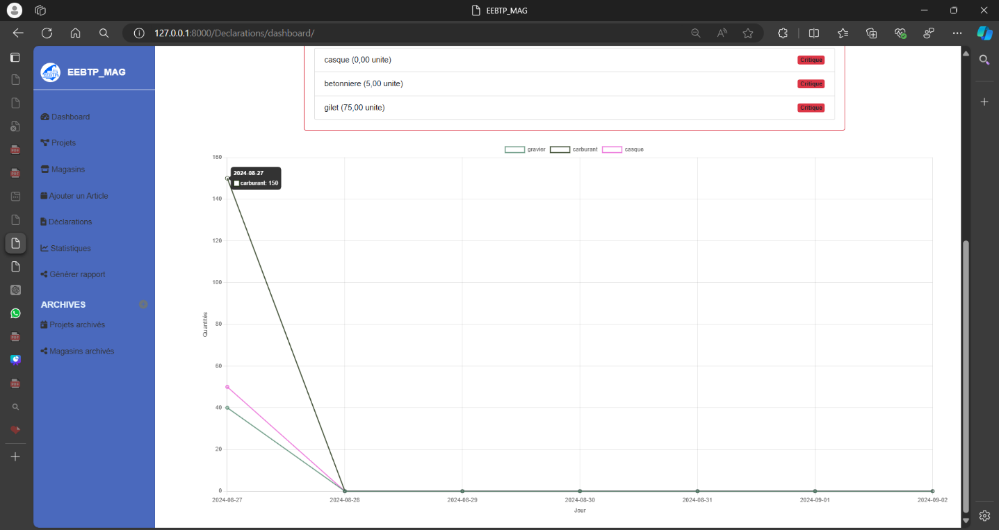 EEBTP_MAG
127.0.0.1:8000/Declarations/dashboard/
EEBTP_MAG
Dashboard
Projets
Magasins
Ajouter un Article
Déclarations
Statistiques
Générer rapport
ARCHIVES
Projets archivés
Magasins archivés
casque (0,00 unite) Critique
betonniere (5,00 unite) Critique
gilet (75,00 unite) Critique
gravier carburant casque
160
140
120
100
80
60
40
20
0
Quantités
2024-08-27
carburant: 150
2024-08-27 2024-08-28 2024-08-29 2024-08-30 2024-08-31 2024-09-01 2024-09-02
Jour